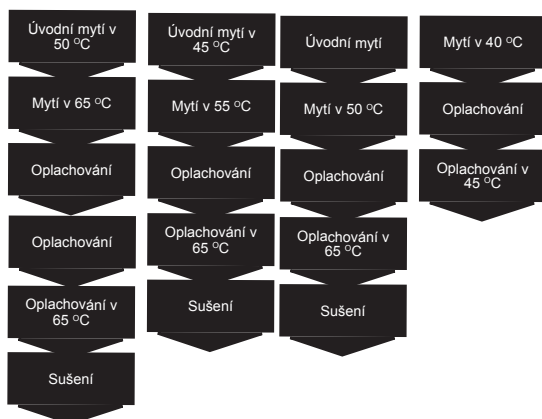 Úvodní mytí v
50 °C
Mytí v 65 °C
Oplachování
Oplachování
Oplachování v
65 °C
Sušení
Úvodní mytí v
45 °C
Mytí v 55 °C
Oplachování
Oplachování v
65 °C
Sušení
Úvodní mytí
Mytí v 50 °C
Oplachování
Oplachování v
65 °C
Sušení
Mytí v 40 °C
Oplachování
Oplachování v
45 °C